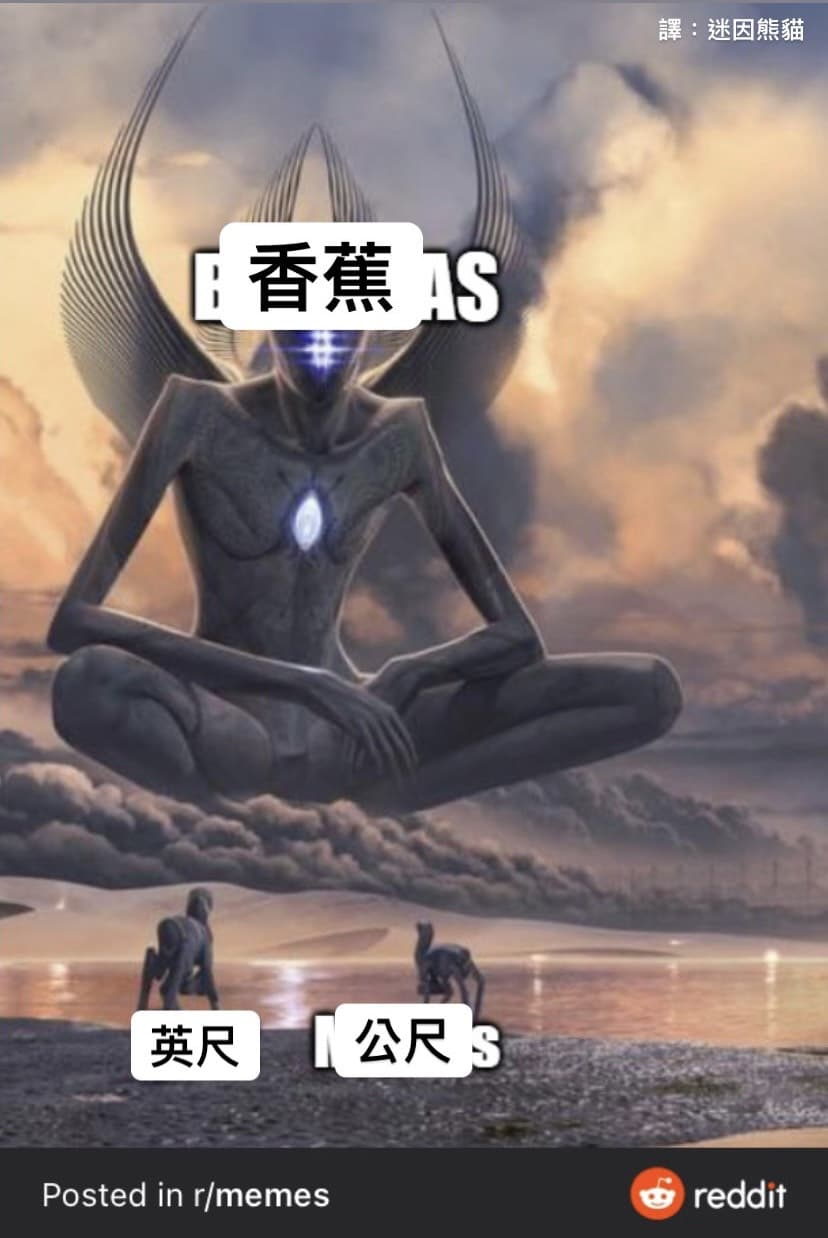 譯：迷因熊貓
香蕉
AS
英尺
公尺
s
Posted in r/memes
reddit